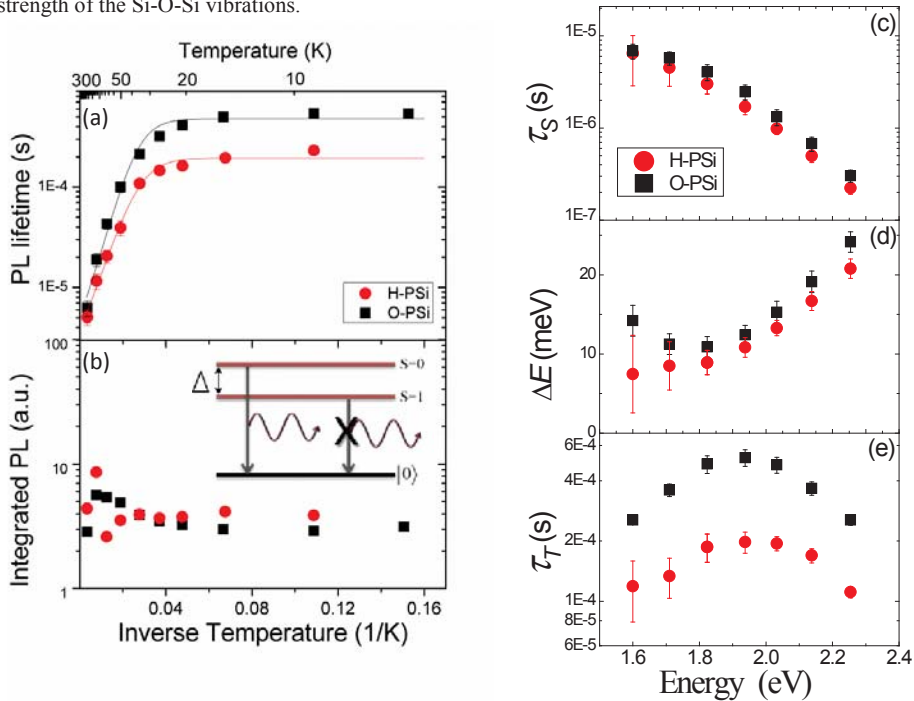 strength of the Si-O-Si vibrations.
Temperature (K)
300 50 20 10
(a)
PL lifetime (s)
1E-4
1E-5
H-PSi
O-PSi
(b)
Integrated PL (a.u.)
100
10
1
Δ
S=0
S=1
X
|0⟩
0.04 0.08 0.12 0.16
Inverse Temperature (1/K)
(c)
τS(s)
1E-5
1E-6
1E-7
H-PSi
O-PSi
(d)
ΔE(meV)
20
10
0
(e)
τT(s)
6E-4
4E-4
2E-4
1E-4
8E-5
6E-5
1.6 1.8 2.0 2.2 2.4
Energy (eV)